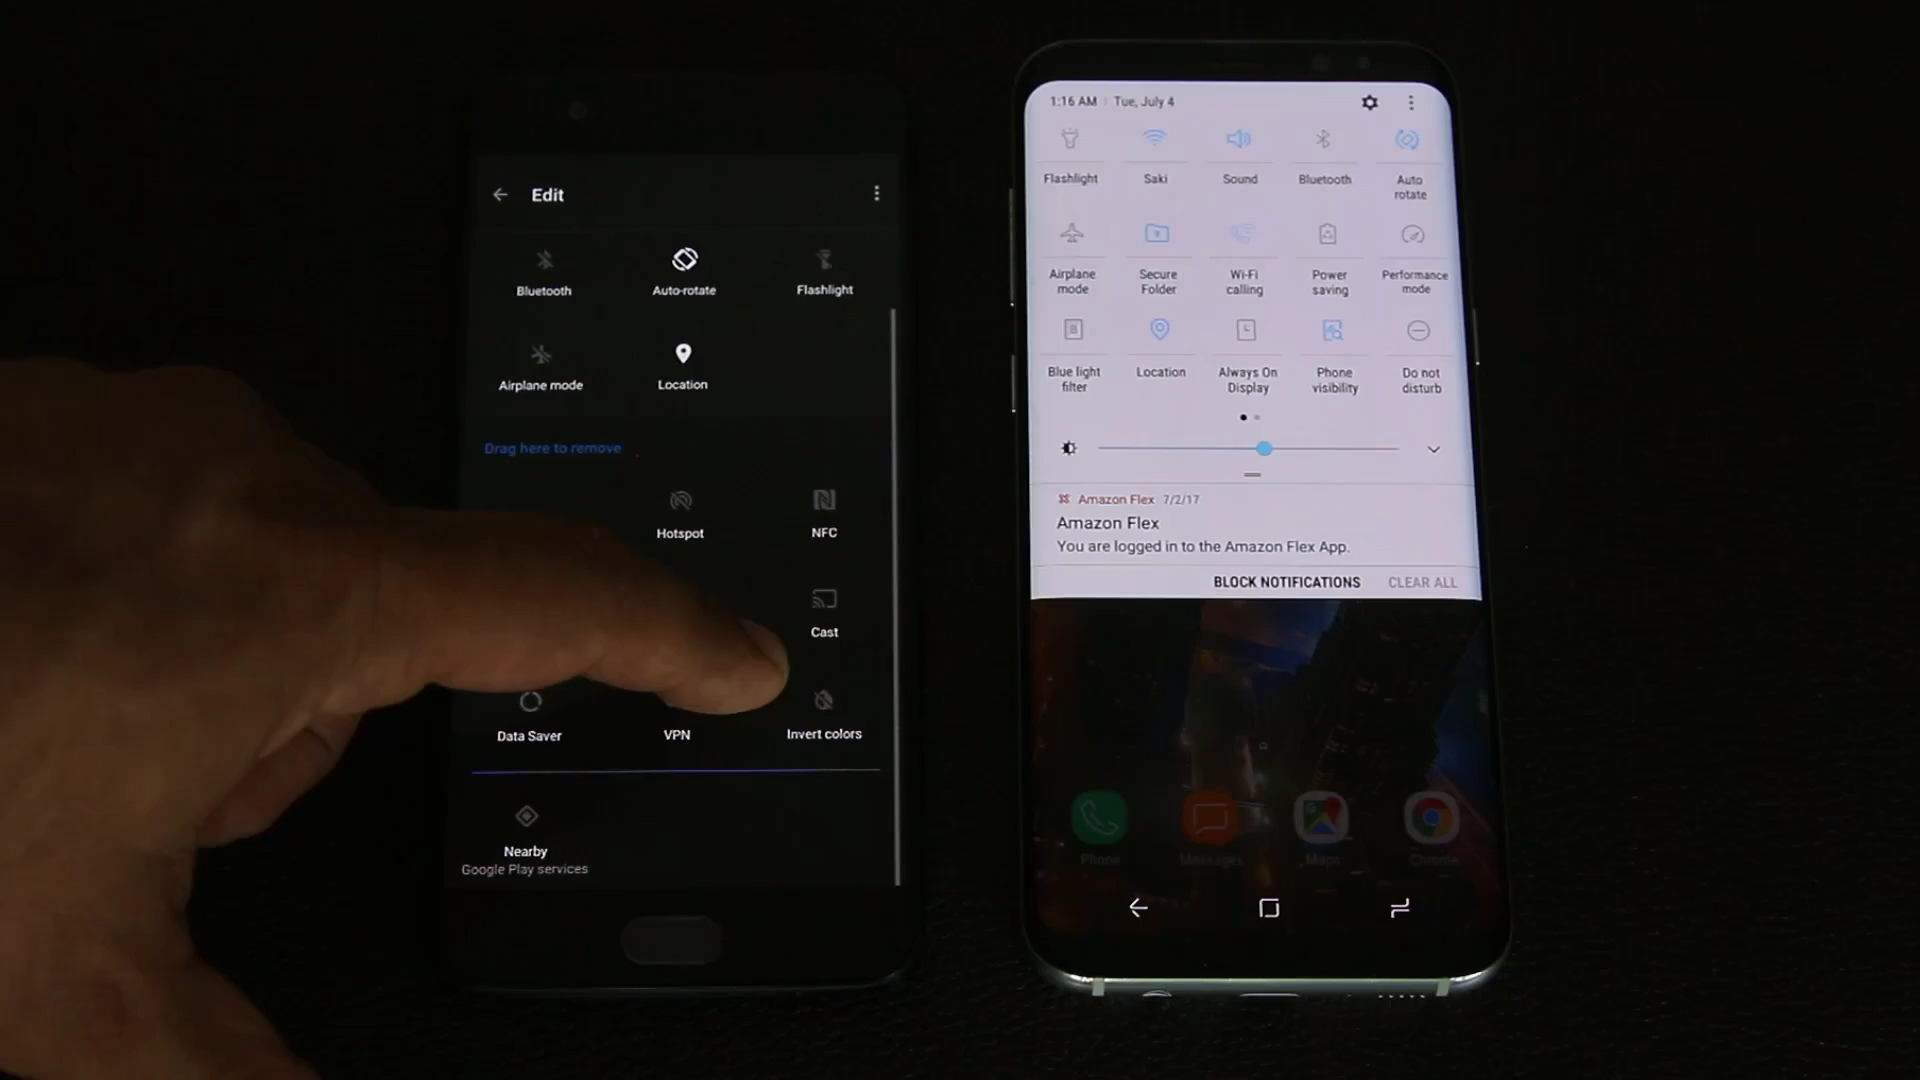 Edit
Bluetooth
Auto-rotate
Flashlight
Airplane mode
Location
Drag here to remove
Hotspot
NFC
Cast
Data Saver
VPN
Invert colors
Nearby
Google Play services
1:16 AM
Tue, July 4
Flashlight
Saki
Sound
Bluetooth
Auto
rotate
Airplane
mode
Secure
Folder
Wi-Fi
calling
Power
saving
Performance
mode
Blue light
filter
Location
Always On
Display
Phone
visibility
Do not
disturb
Amazon Flex 7/2/17
Amazon Flex
You are logged in to the Amazon Flex App.
BLOCK NOTIFICATIONS
CLEAR ALL
Phone
Messages
Maps
Chrome